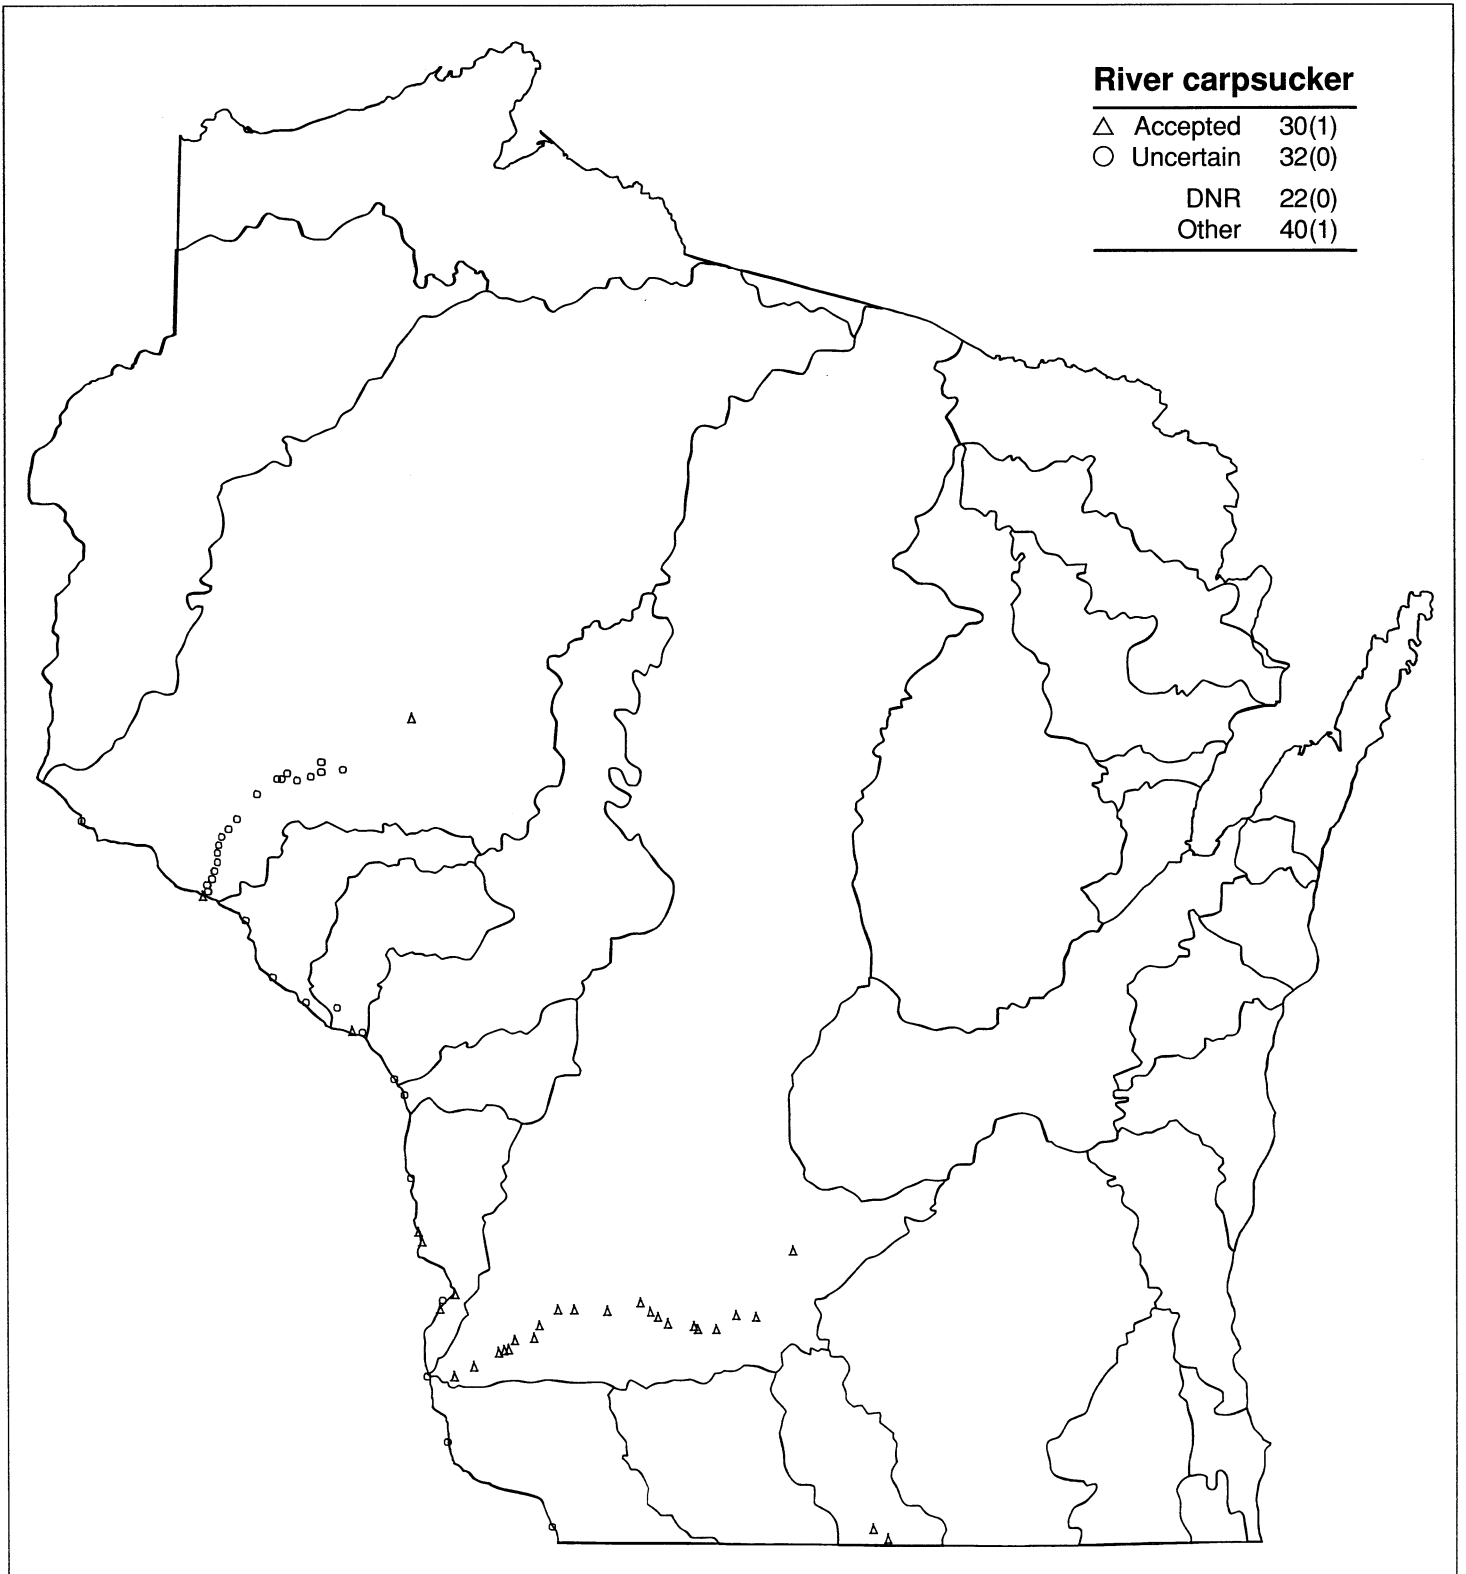 River carpsucker
△ Accepted 30(1)
○ Uncertain 32(0)
DNR 22(0)
Other 40(1)